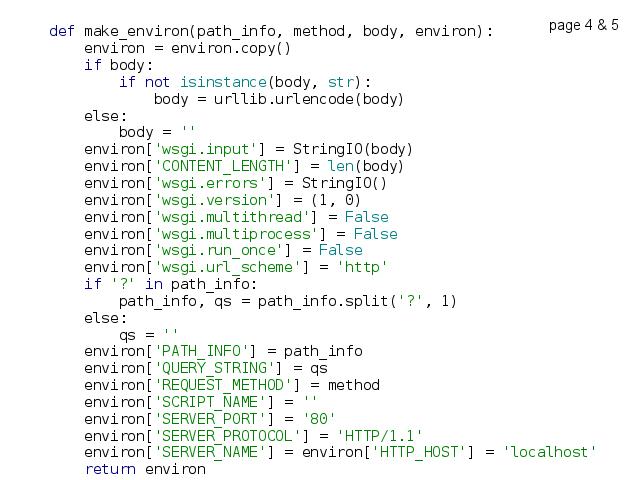 page 4 & 5
def make_environ(path_info, method, body, environ):
    environ = environ.copy()
    if body:
        if not isinstance(body, str):
            body = urllib.urlencode(body)
    else:
        body = ''
    environ['wsgi.input'] = StringIO(body)
    environ['CONTENT_LENGTH'] = len(body)
    environ['wsgi.errors'] = StringIO()
    environ['wsgi.version'] = (1, 0)
    environ['wsgi.multithread'] = False
    environ['wsgi.multiprocess'] = False
    environ['wsgi.run_once'] = False
    environ['wsgi.url_scheme'] = 'http'
    if '?' in path_info:
        path_info, qs = path_info.split('?', 1)
    else:
        qs = ''
    environ['PATH_INFO'] = path_info
    environ['QUERY_STRING'] = qs
    environ['REQUEST_METHOD'] = method
    environ['SCRIPT_NAME'] = ''
    environ['SERVER_PORT'] = '80'
    environ['SERVER_PROTOCOL'] = 'HTTP/1.1'
    environ['SERVER_NAME'] = environ['HTTP_HOST'] = 'localhost'
    return environ